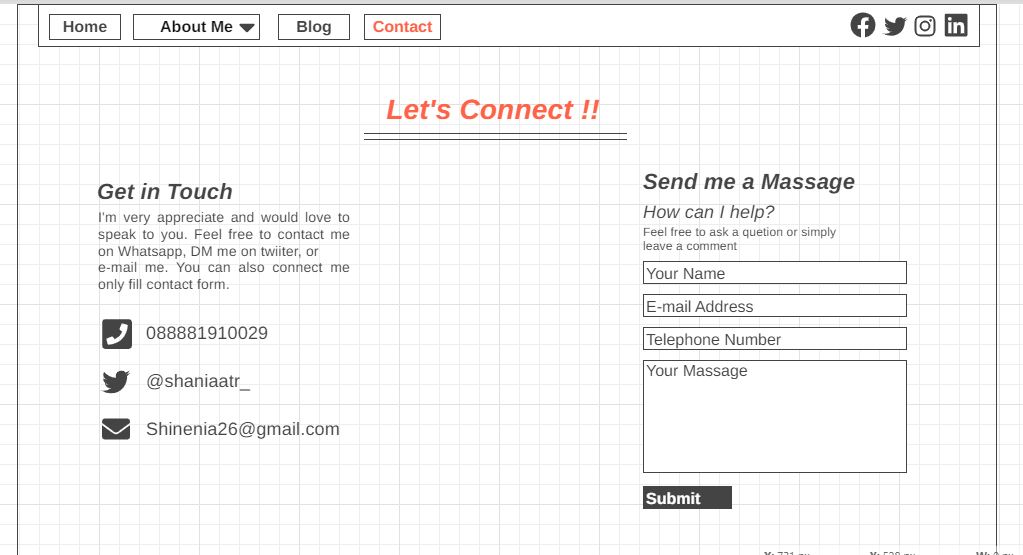 Home
About Me
Blog
Contact
Let's Connect !!
Get in Touch
I'm very appreciate and would love to
speak to you. Feel free to contact me
on Whatsapp, DM me on twiiter, or
e-mail me. You can also connect me
only fill contact form.
088881910029
@shaniaatr_
Shinenia26@gmail.com
Send me a Massage
How can I help?
Feel free to ask a quetion or simply
leave a comment
Your Name
E-mail Address
Telephone Number
Your Massage
Submit